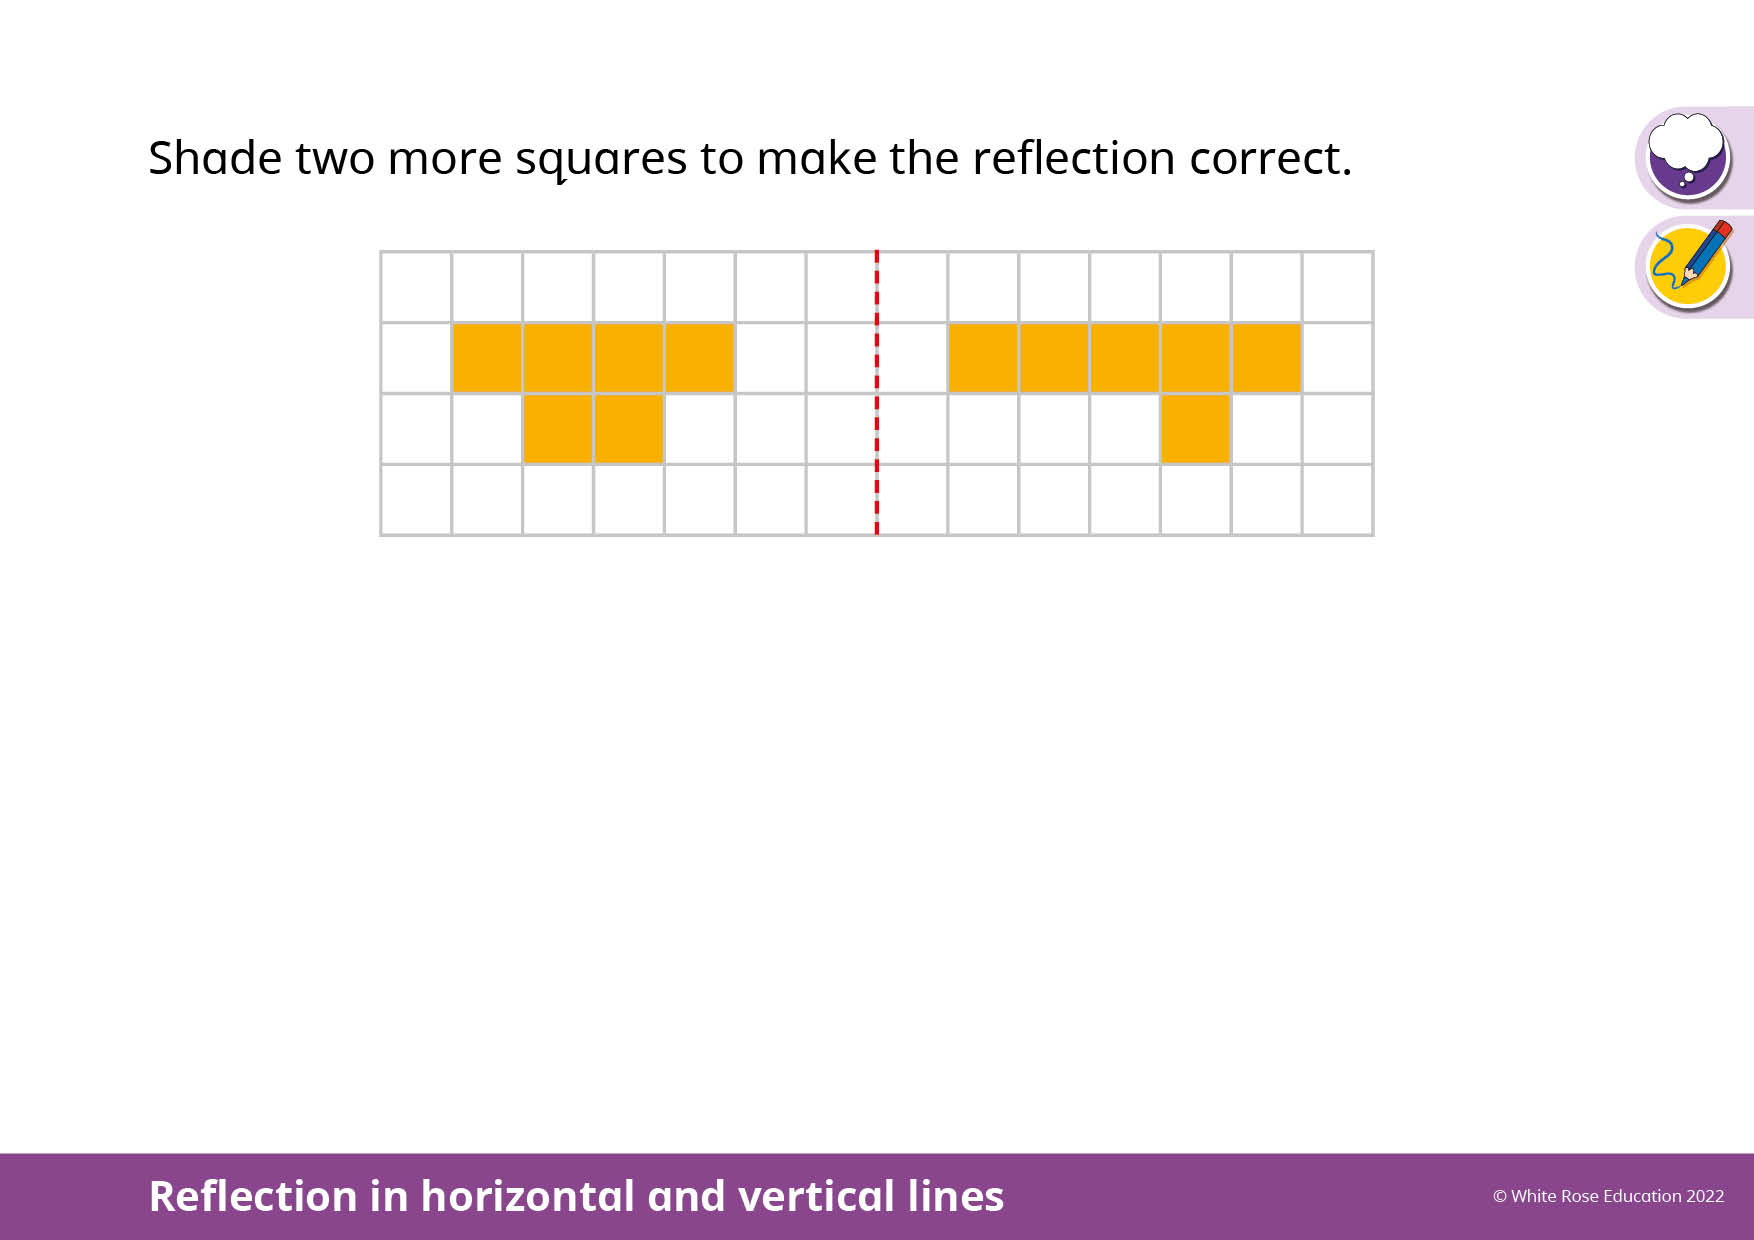 Shade two more squares to make the reflection correct.
Reflection in horizontal and vertical lines
© White Rose Education 2022